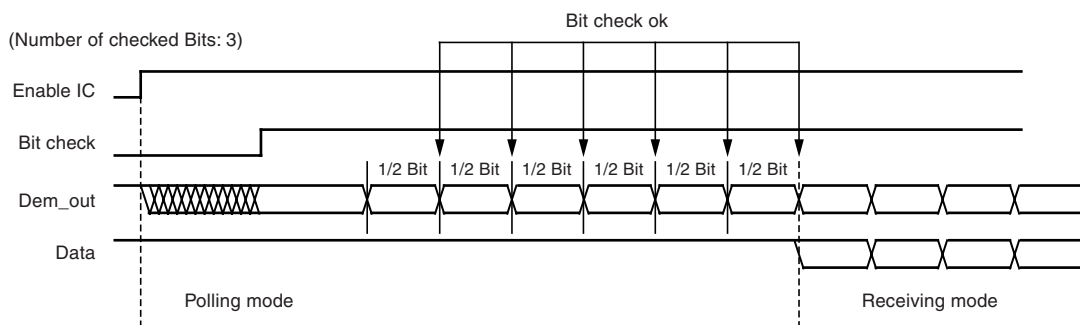 Bit check ok
(Number of checked Bits: 3)
Enable IC
Bit check
1/2 Bit 1/2 Bit 1/2 Bit 1/2 Bit 1/2 Bit 1/2 Bit
Dem_out
Data
Polling mode Receiving mode